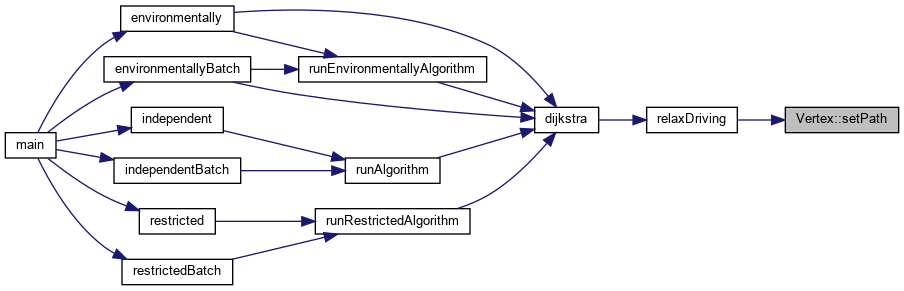 environmentally
environmentallyBatch
runEnvironmentallyAlgorithm
independent
dijkstra
relaxDriving
Vertex::setPath
main
independentBatch
runAlgorithm
restricted
runRestrictedAlgorithm
restrictedBatch